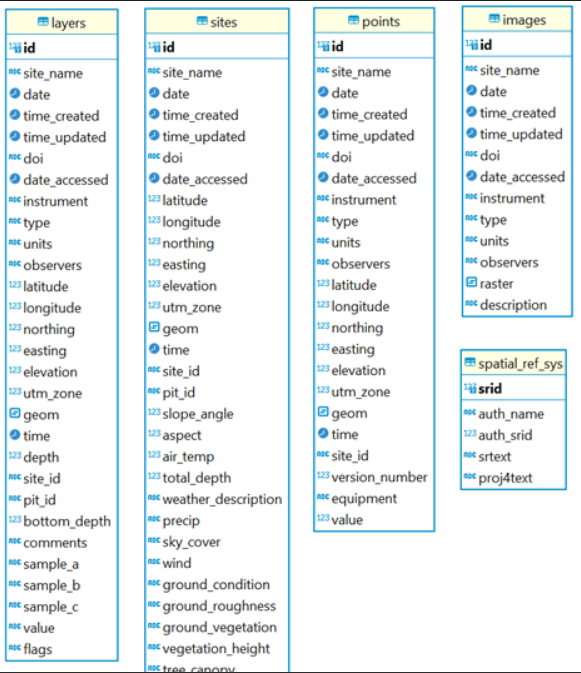 layers
id
site_name
date
time_created
time_updated
doi
date_accessed
instrument
type
units
observers
latitude
longitude
northing
easting
elevation
utm_zone
geom
time
depth
site_id
pit_id
bottom_depth
comments
sample_a
sample_b
sample_c
value
flags
sites
id
site_name
date
time_created
time_updated
doi
date_accessed
latitude
longitude
northing
easting
elevation
utm_zone
geom
time
site_id
pit_id
slope_angle
aspect
air_temp
total_depth
weather_description
precip
sky_cover
wind
ground_condition
ground_roughness
ground_vegetation
vegetation_height
tree_canopy
points
id
site_name
date
time_created
time_updated
doi
date_accessed
instrument
type
units
observers
latitude
longitude
northing
easting
elevation
utm_zone
geom
time
site_id
version_number
equipment
value
images
id
site_name
date
time_created
time_updated
doi
date_accessed
instrument
type
units
observers
raster
description
spatial_ref_sys
srid
auth_name
auth_srid
srtext
proj4text